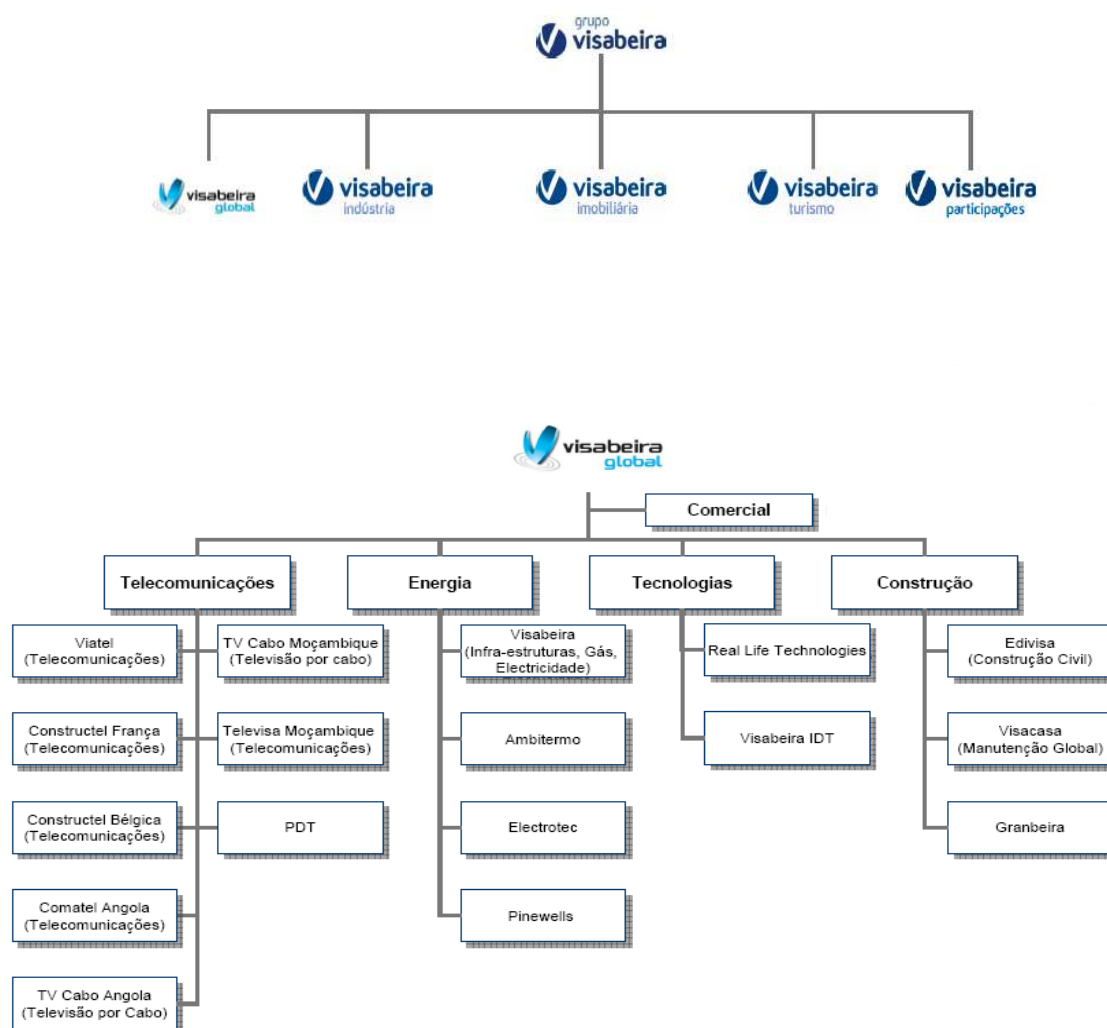 grupo
visabeira
visabeira
global
visabeira
indústria
visabeira
imobiliária
visabeira
turismo
visabeira
participações
visabeira
global
Comercial
Telecomunicações
Energia
Tecnologias
Construção
Viatel
(Telecomunicações)
TV Cabo Moçambique
(Televisão por cabo)
Visabeira
(Infra-estruturas, Gás,
Electricidade)
Real Life Technologies
Edivisa
(Construção Civil)
Constructel França
(Telecomunicações)
Televisa Moçambique
(Telecomunicações)
Ambitermo
Visabeira IDT
Visacasa
(Manutenção Global)
Constructel Bélgica
(Telecomunicações)
PDT
Electrotec
Granbeira
Comatel Angola
(Telecomunicações)
Pinewells
TV Cabo Angola
(Televisão por Cabo)